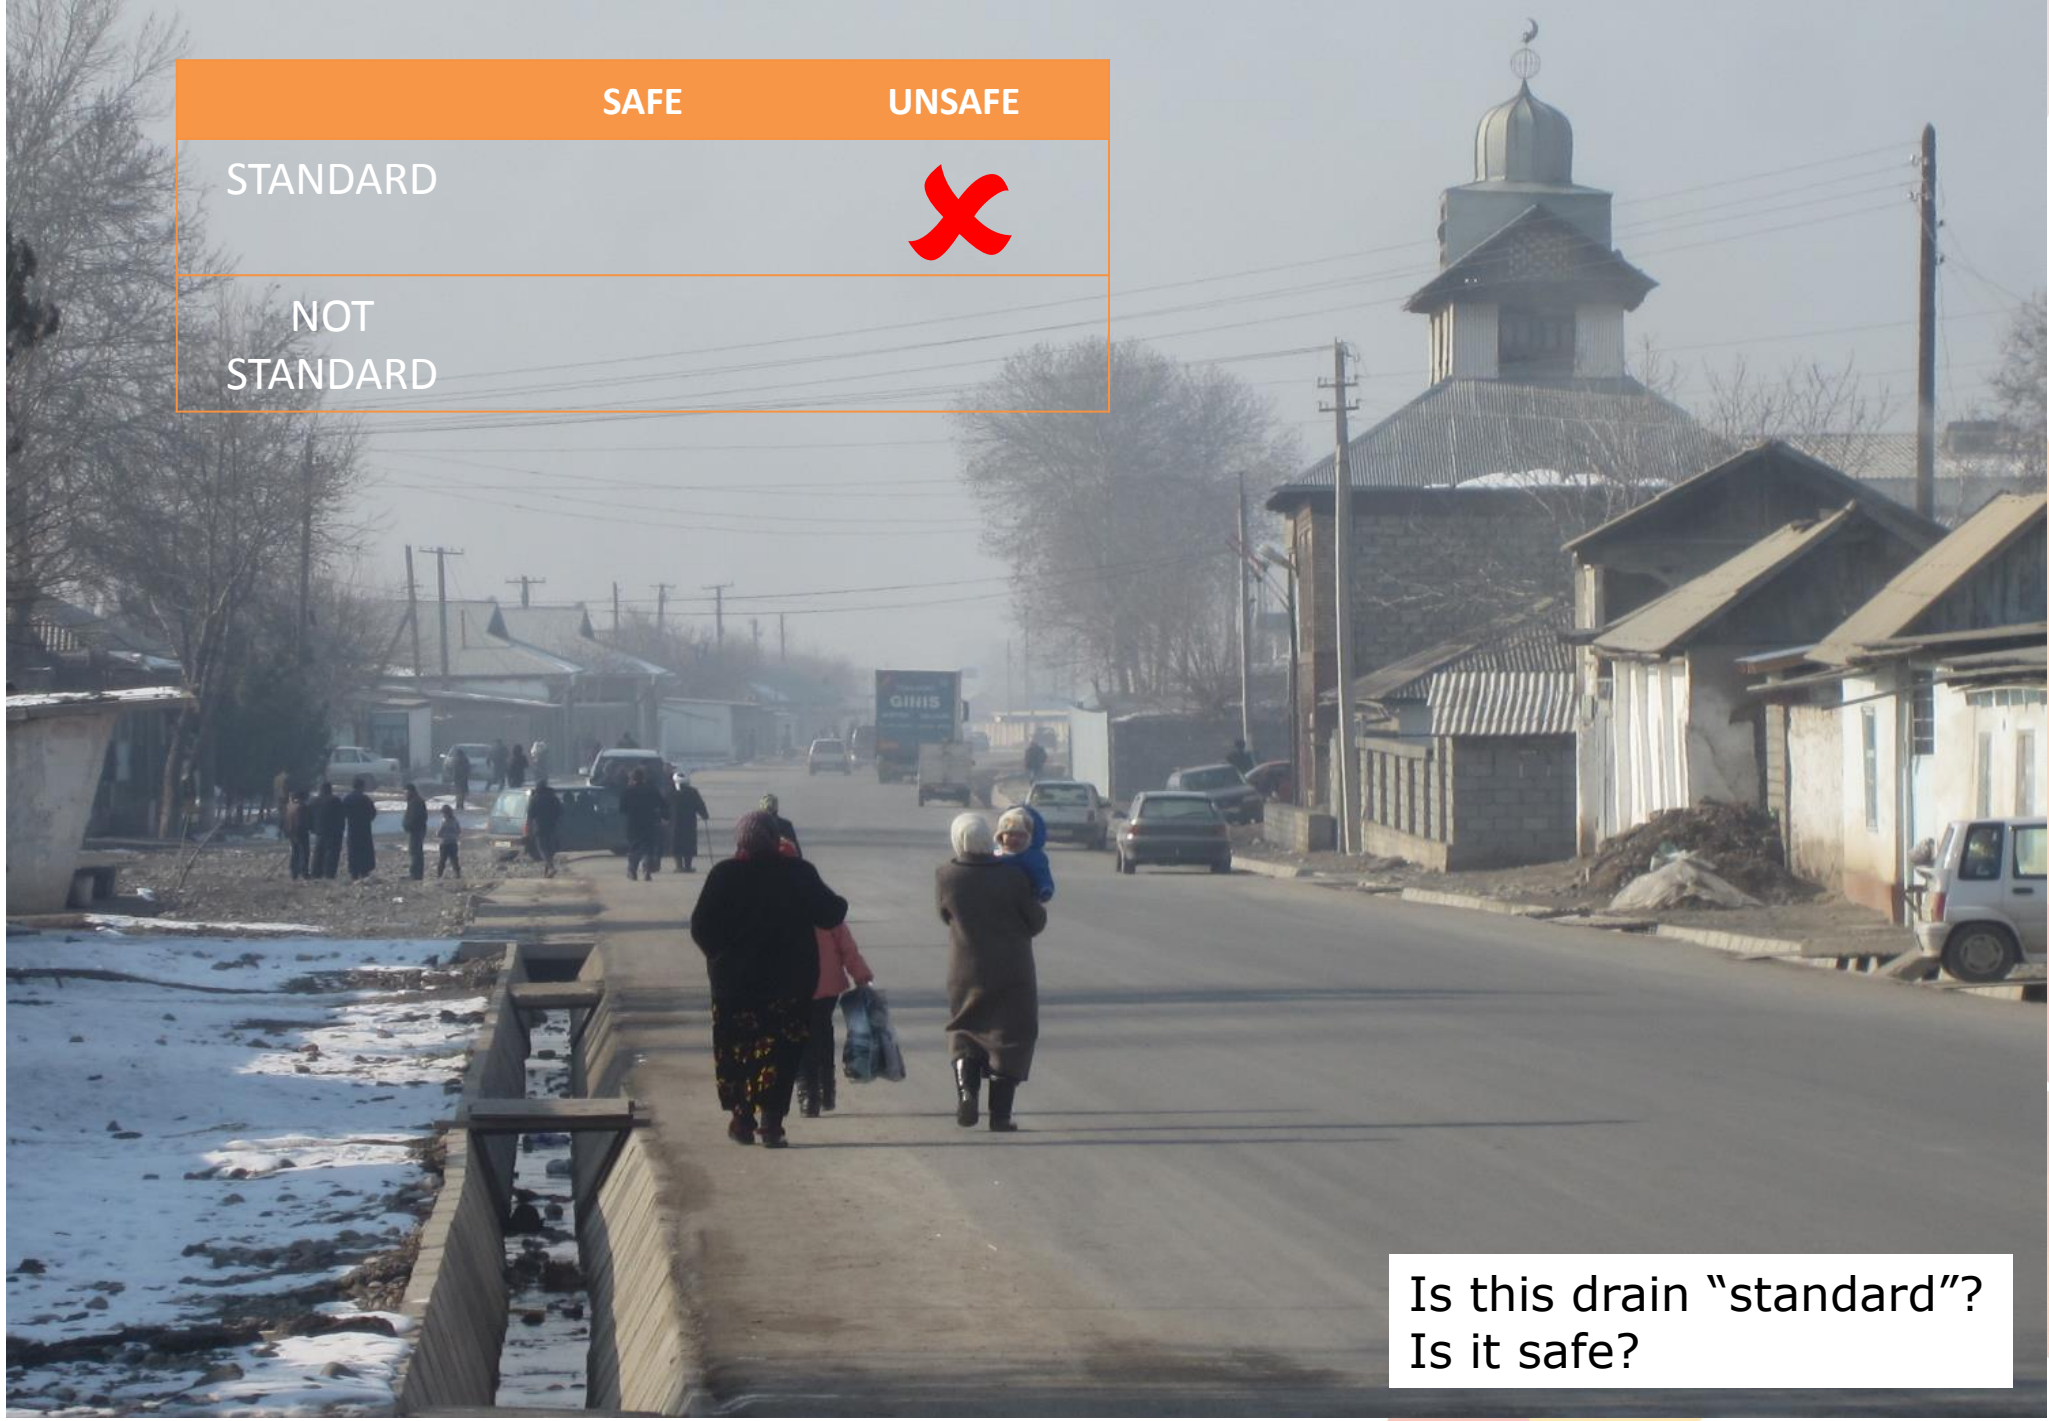 SAFE UNSAFE
STANDARD
NOT
STANDARD
GINIS
Is this drain “standard”?
Is it safe?